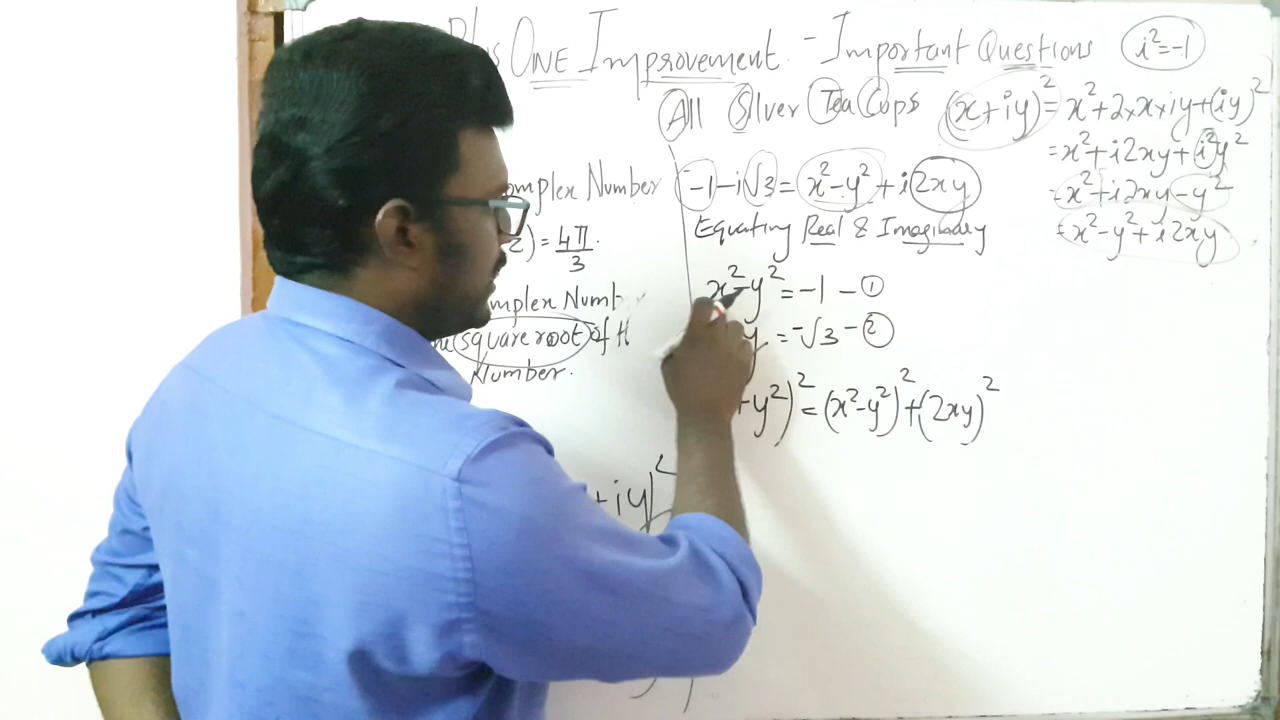 Plus ONE Improvement - Important Questions
i²=-1
All Silver Tea Cups
(x+iy)² = x²+2×x×iy+(iy)²
=x²+i2xy+i²y²
=x²+i2xy-y²
=x²-y²+i2xy
omplex Number
) = 4π/3.
mplex Numb
square root of
Number.
+iy)²
-1-i√3 = x²-y²+i2xy
Equating Real & Imaginary
x²-y² = -1 - ①
y = -√3 - ②
+y²)² = (x²-y²)²+(2xy)²